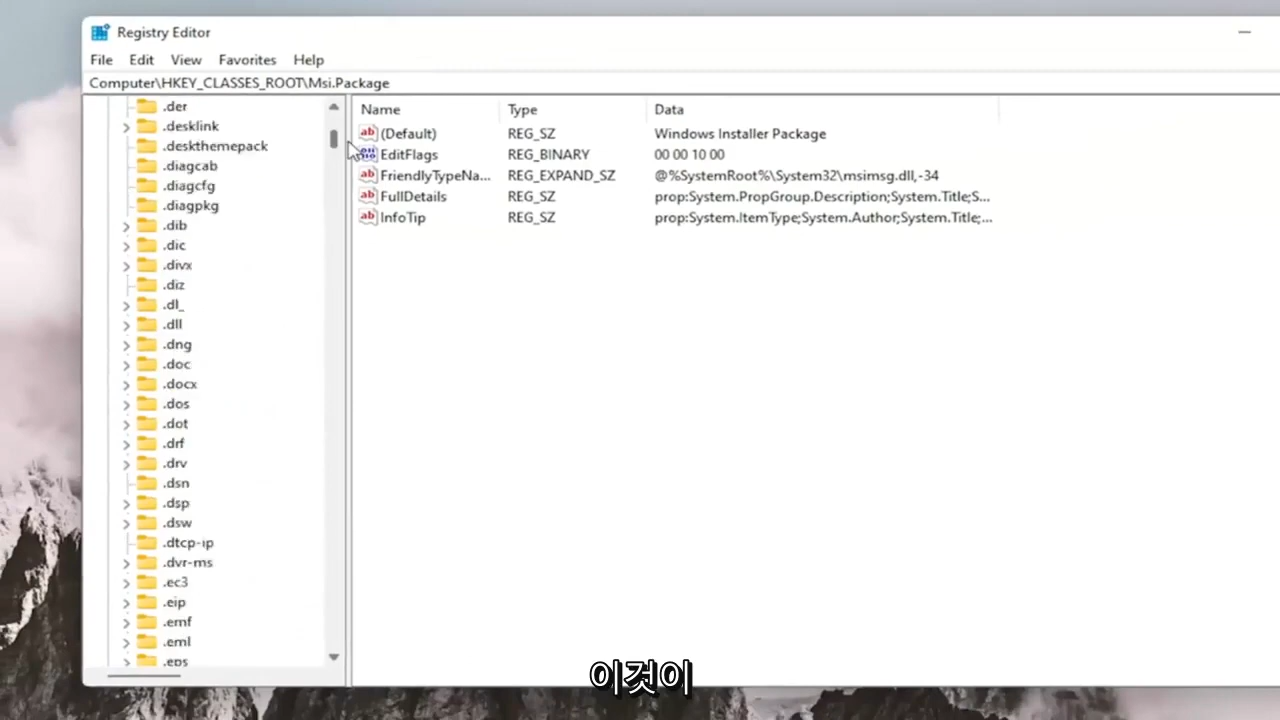 Registry Editor
File Edit View Favorites Help
Computer\HKEY_CLASSES_ROOT\Msi.Package
.der
.desklink
.deskthemepack
.diagcab
.diagcfg
.diagpkg
.dib
.dic
.divx
.diz
.dl_
.dll
.dng
.doc
.docx
.dos
.dot
.drf
.drv
.dsn
.dsp
.dsw
.dtcp-ip
.dvr-ms
.ec3
.eip
.emf
.eml
.eps
Name Type Data
(Default) REG_SZ Windows Installer Package
EditFlags REG_BINARY 00 00 10 00
FriendlyTypeNa... REG_EXPAND_SZ @%SystemRoot%\System32\msimsg.dll,-34
FullDetails REG_SZ prop:System.PropGroup.Description;System.Title;S...
InfoTip REG_SZ prop:System.ItemType;System.Author;System.Title;...
이것이